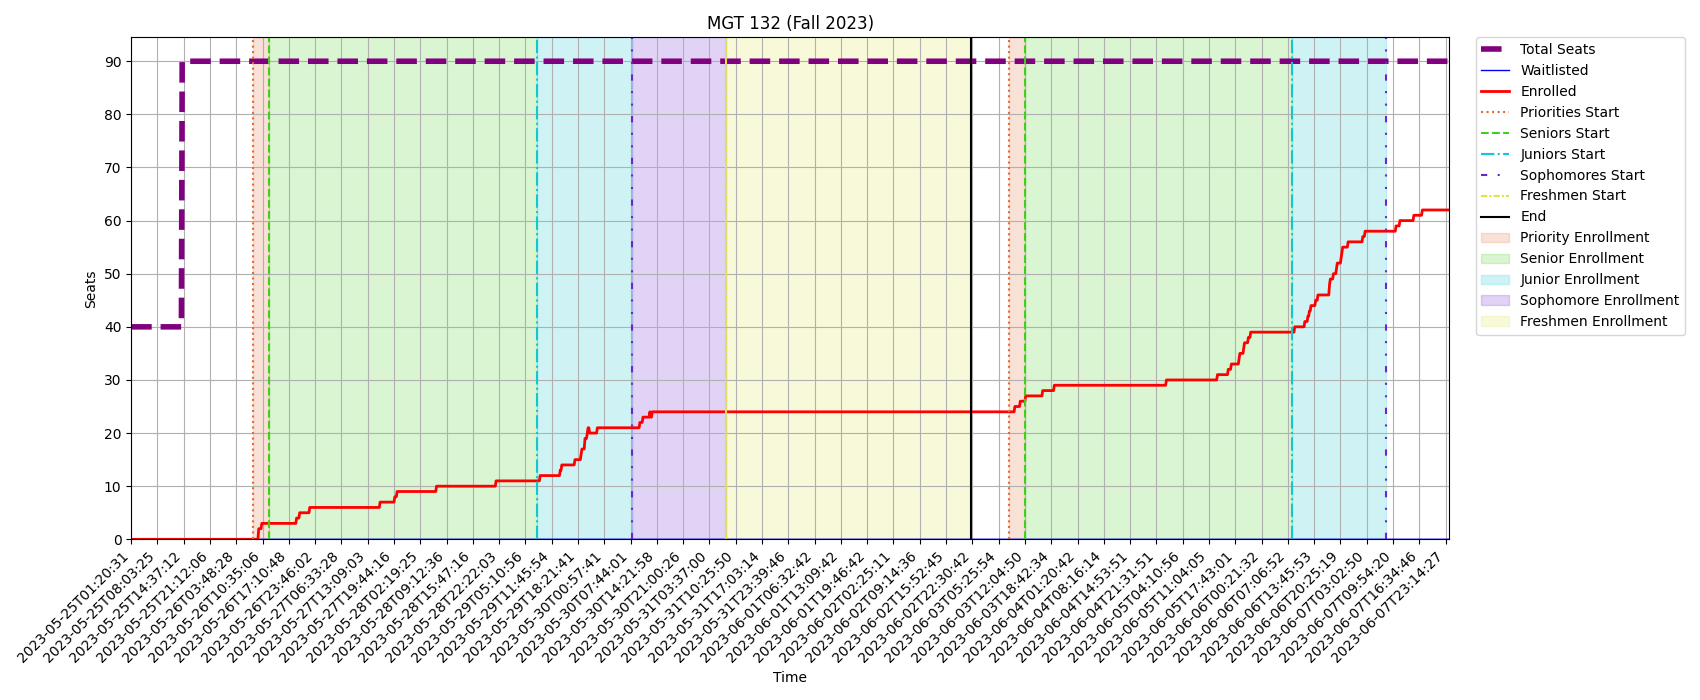 MGT 132 (Fall 2023)
Seats
90
80
70
60
50
40
30
20
10
0
2023-05-25T01:20:31
2023-05-25T08:03:25
2023-05-25T14:37:12
2023-05-25T21:12:06
2023-05-26T03:48:28
2023-05-26T10:35:06
2023-05-26T17:10:48
2023-05-26T23:46:02
2023-05-27T06:33:28
2023-05-27T13:09:03
2023-05-27T19:44:16
2023-05-28T02:19:25
2023-05-28T09:12:36
2023-05-28T15:47:16
2023-05-28T22:22:03
2023-05-29T05:10:56
2023-05-29T11:45:54
2023-05-29T18:21:41
2023-05-30T00:57:41
2023-05-30T07:44:01
2023-05-30T14:21:58
2023-05-30T21:00:26
2023-05-31T03:37:00
2023-05-31T10:25:50
2023-05-31T17:03:14
2023-05-31T23:39:46
2023-06-01T06:32:42
2023-06-01T13:09:42
2023-06-01T19:46:42
2023-06-02T02:25:11
2023-06-02T09:14:36
2023-06-02T15:52:45
2023-06-02T22:30:42
2023-06-03T05:25:54
2023-06-03T12:04:50
2023-06-03T18:42:34
2023-06-04T01:20:42
2023-06-04T08:16:14
2023-06-04T14:53:51
2023-06-04T21:31:51
2023-06-05T04:10:56
2023-06-05T11:04:05
2023-06-05T17:43:01
2023-06-06T00:21:32
2023-06-06T07:06:52
2023-06-06T13:45:53
2023-06-06T20:25:19
2023-06-07T03:02:50
2023-06-07T09:54:20
2023-06-07T16:34:46
2023-06-07T23:14:27
Time
Total Seats
Waitlisted
Enrolled
Priorities Start
Seniors Start
Juniors Start
Sophomores Start
Freshmen Start
End
Priority Enrollment
Senior Enrollment
Junior Enrollment
Sophomore Enrollment
Freshmen Enrollment